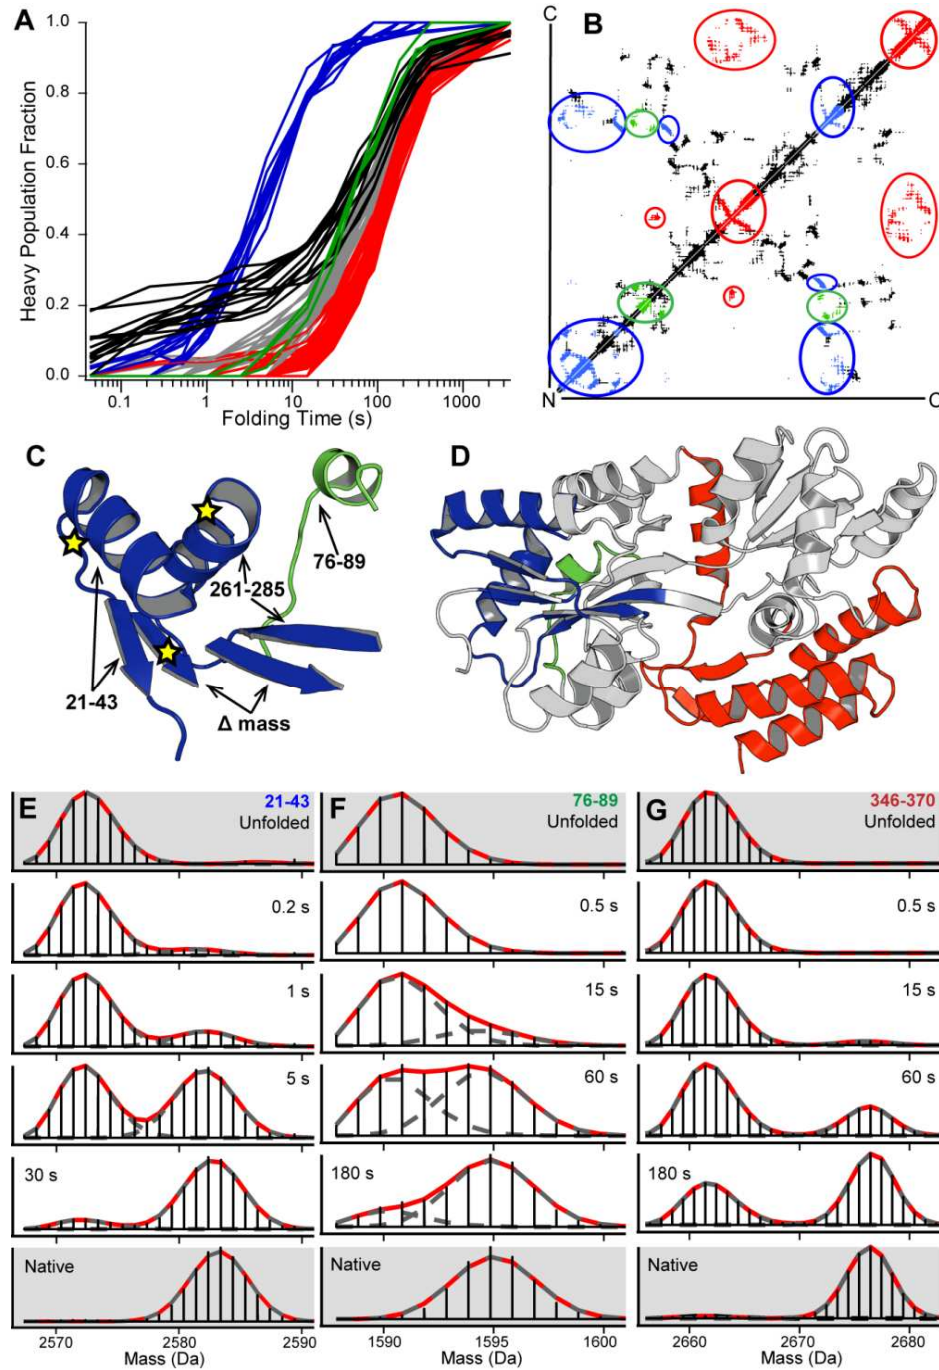 A
Heavy Population Fraction
1.0
0.8
0.6
0.4
0.2
0.0
0.1
1
10
100
1000
Folding Time (s)
B
C
N
C
C
21-43
261-285
76-89
Δ mass
D
E
21-43
Unfolded
0.2 s
1 s
5 s
30 s
Native
2570
2580
2590
Mass (Da)
F
76-89
Unfolded
0.5 s
15 s
60 s
180 s
Native
1590
1595
1600
Mass (Da)
G
346-370
Unfolded
0.5 s
15 s
60 s
180 s
Native
2660
2670
2680
Mass (Da)